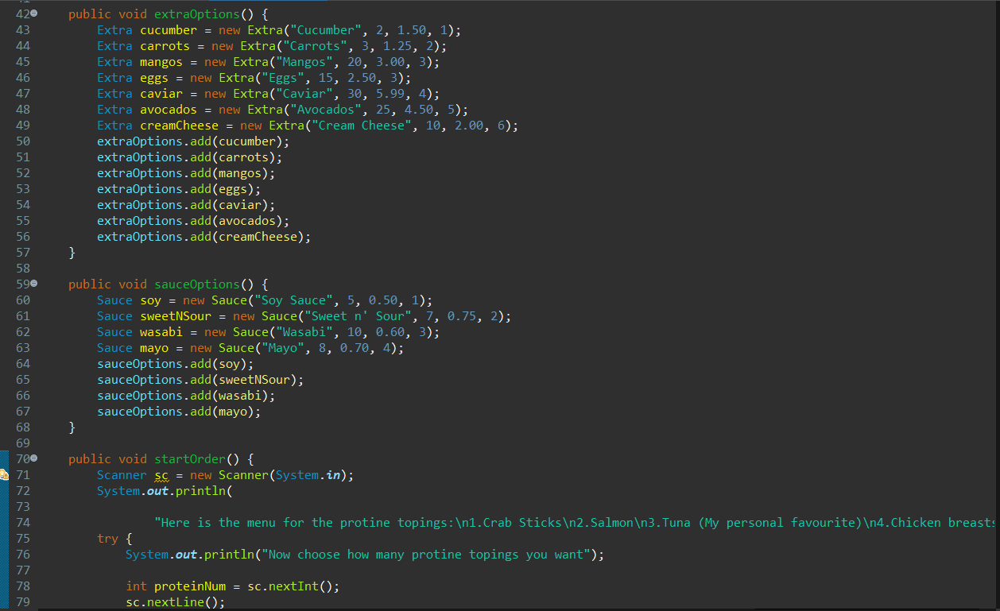 42 public void extraOptions() {
43 Extra cucumber = new Extra("Cucumber", 2, 1.50, 1);
44 Extra carrots = new Extra("Carrots", 3, 1.25, 2);
45 Extra mangos = new Extra("Mangos", 20, 3.00, 3);
46 Extra eggs = new Extra("Eggs", 15, 2.50, 3);
47 Extra caviar = new Extra("Caviar", 30, 5.99, 4);
48 Extra avocados = new Extra("Avocados", 25, 4.50, 5);
49 Extra creamCheese = new Extra("Cream Cheese", 10, 2.00, 6);
50 extraOptions.add(cucumber);
51 extraOptions.add(carrots);
52 extraOptions.add(mangos);
53 extraOptions.add(eggs);
54 extraOptions.add(caviar);
55 extraOptions.add(avocados);
56 extraOptions.add(creamCheese);
57 }
58
59 public void sauceOptions() {
60 Sauce soy = new Sauce("Soy Sauce", 5, 0.50, 1);
61 Sauce sweetNSour = new Sauce("Sweet n' Sour", 7, 0.75, 2);
62 Sauce wasabi = new Sauce("Wasabi", 10, 0.60, 3);
63 Sauce mayo = new Sauce("Mayo", 8, 0.70, 4);
64 sauceOptions.add(soy);
65 sauceOptions.add(sweetNSour);
66 sauceOptions.add(wasabi);
67 sauceOptions.add(mayo);
68 }
69
70 public void startOrder() {
71 Scanner sc = new Scanner(System.in);
72 System.out.println(
73
74 "Here is the menu for the protine topings:\n1.Crab Sticks\n2.Salmon\n3.Tuna (My personal favourite)\n4.Chicken breasts
75 try {
76 System.out.println("Now choose how many protine topings you want");
77
78 int proteinNum = sc.nextInt();
79 sc.nextLine();